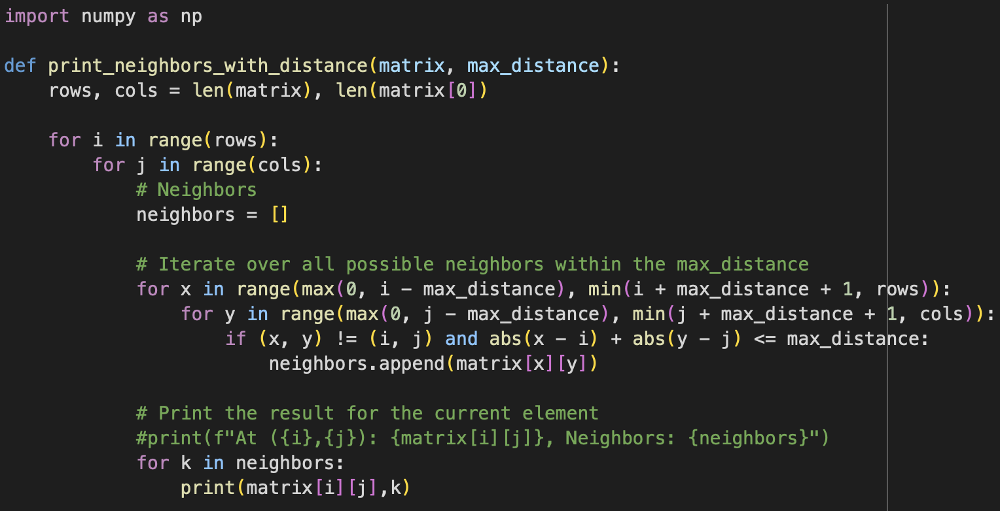 import numpy as np
def print_neighbors_with_distance(matrix, max_distance):
    rows, cols = len(matrix), len(matrix[0])
    for i in range(rows):
        for j in range(cols):
            # Neighbors
            neighbors = []
            # Iterate over all possible neighbors within the max_distance
            for x in range(max(0, i - max_distance), min(i + max_distance + 1, rows)):
                for y in range(max(0, j - max_distance), min(j + max_distance + 1, cols)):
                    if (x, y) != (i, j) and abs(x - i) + abs(y - j) <= max_distance:
                        neighbors.append(matrix[x][y])
            # Print the result for the current element
            #print(f"At ({i},{j}): {matrix[i][j]}, Neighbors: {neighbors}")
            for k in neighbors:
                print(matrix[i][j],k)